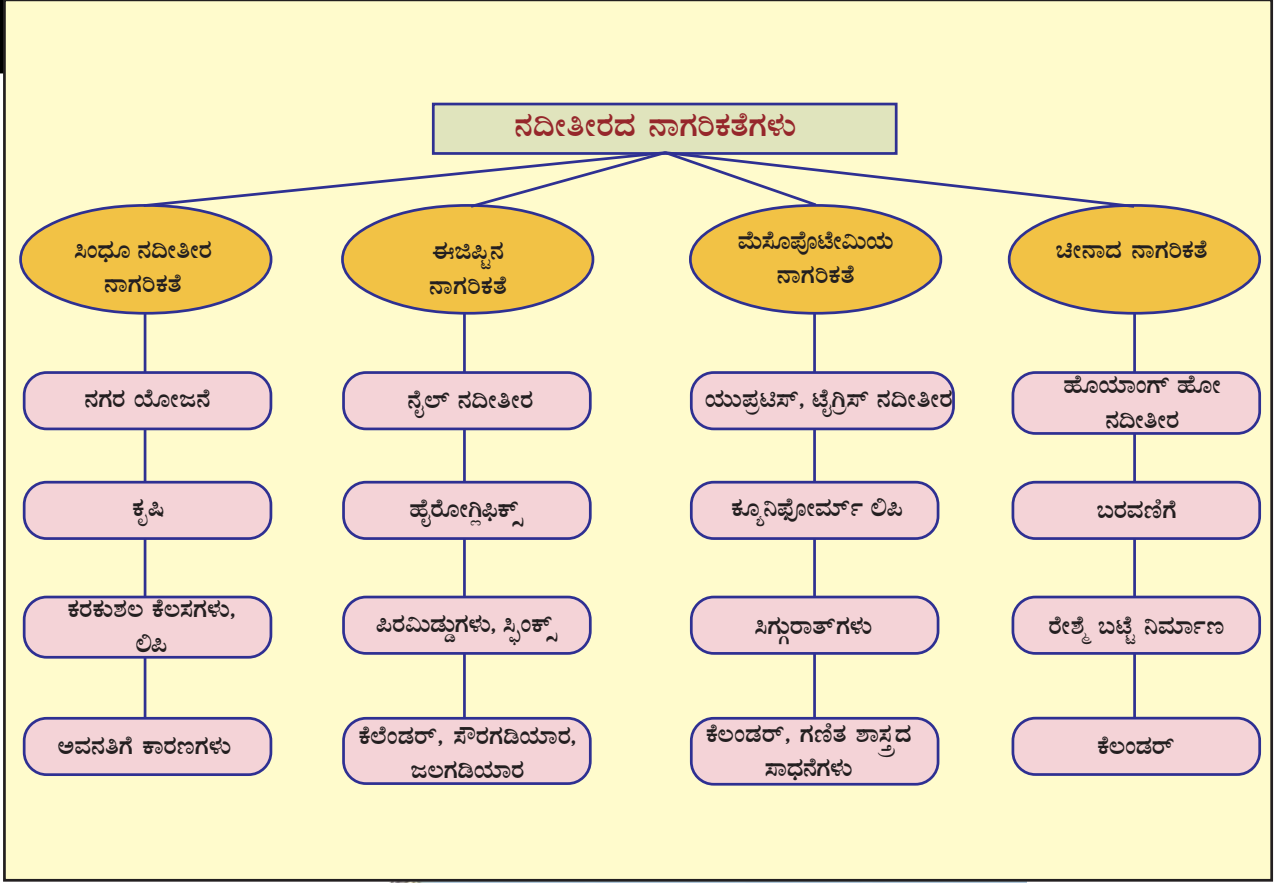 ನದೀತೀರದ ನಾಗರಿಕತೆಗಳು
ಸಿಂಧೂ ನದೀತೀರ
ನಾಗರಿಕತೆ
ನಗರ ಯೋಜನೆ
ಕೃಷಿ
ಕರಕುಶಲ ಕೆಲಸಗಳು,
ಲಿಪಿ
ಅವನತಿಗೆ ಕಾರಣಗಳು
ಈಜಿಪ್ಟಿನ
ನಾಗರಿಕತೆ
ನೈಲ್ ನದೀತೀರ
ಹೈರೋಗ್ಲಿಫಿಕ್ಸ್
ಪಿರಮಿಡ್ಡುಗಳು, ಸ್ಫಿಂಕ್ಸ್
ಕೆಲೆಂಡರ್, ಸೌರಗಡಿಯಾರ,
ಜಲಗಡಿಯಾರ
ಮೆಸೊಪೊಟೇಮಿಯ
ನಾಗರಿಕತೆ
ಯುಪ್ರಟಿಸ್, ಟೈಗ್ರಿಸ್ ನದೀತೀರ
ಕ್ಯೂನಿಫೋರ್ಮ್ ಲಿಪಿ
ಸಿಗ್ಗುರಾತ್‌ಗಳು
ಕೆಲಂಡರ್, ಗಣಿತ ಶಾಸ್ತ್ರದ
ಸಾಧನೆಗಳು
ಚೀನಾದ ನಾಗರಿಕತೆ
ಹೊಯಾಂಗ್ ಹೋ
ನದೀತೀರ
ಬರವಣಿಗೆ
ರೇಶ್ಮೆ ಬಟ್ಟೆ ನಿರ್ಮಾಣ
ಕೆಲಂಡರ್